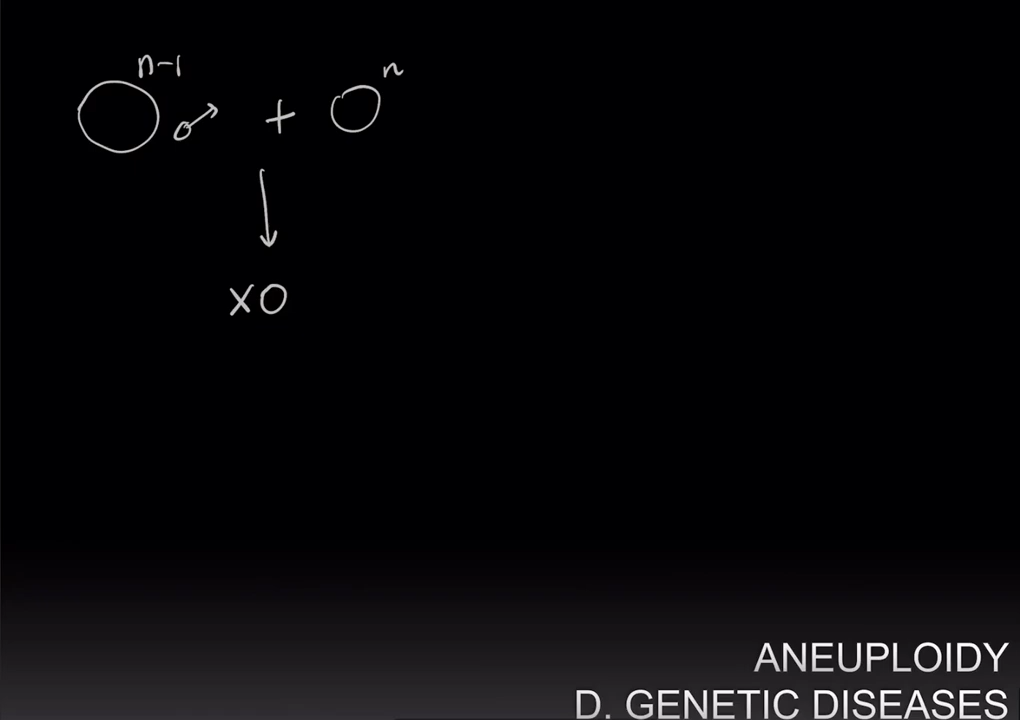 n-1
n
+
XO
ANEUPLOIDY
D. GENETIC DISEASES